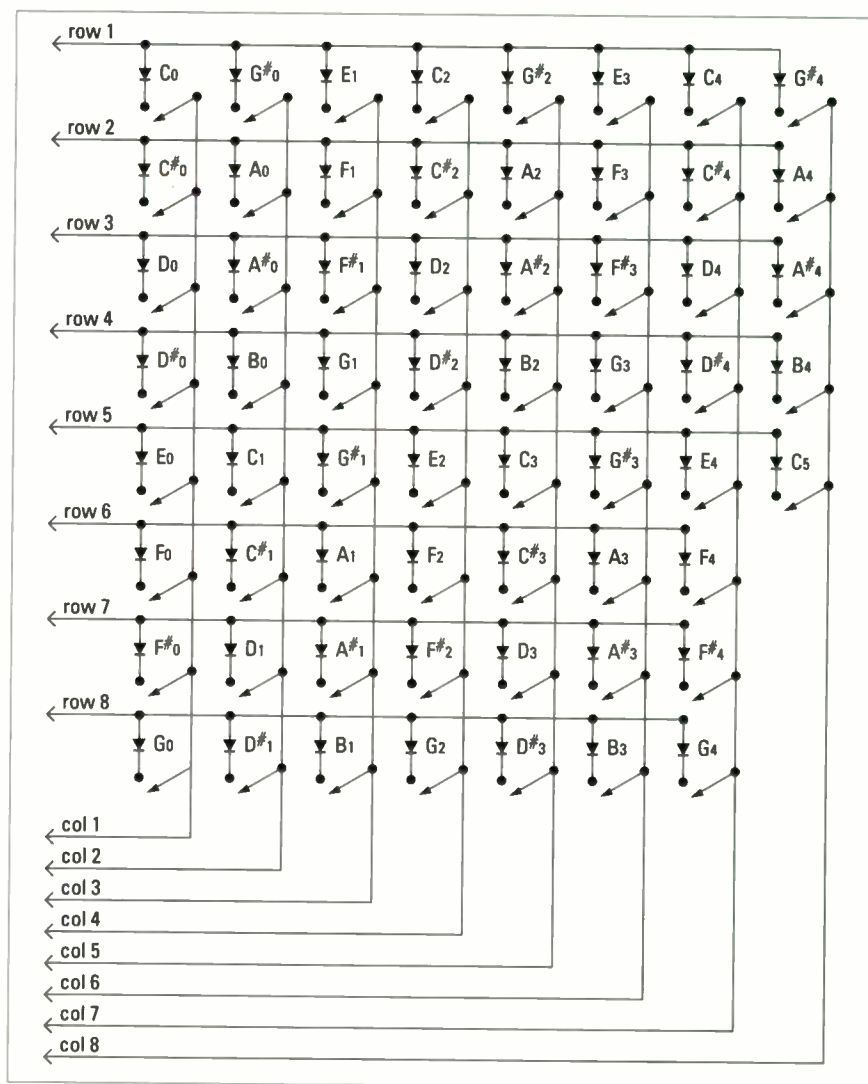 row 1
C0 G#0 E1 C2 G#2 E3 C4 G#4
row 2
C#0 A0 F1 C#2 A2 F3 C#4 A4
row 3
D0 A#0 F#1 D2 A#2 F#3 D4 A#4
row 4
D#0 B0 G1 D#2 B2 G3 D#4 B4
row 5
E0 C1 G#1 E2 C3 G#3 E4 C5
row 6
F0 C#1 A1 F2 C#3 A3 F4
row 7
F#0 D1 A#1 F#2 D3 A#3 F#4
row 8
G0 D#1 B1 G2 D#3 B3 G4
col 1
col 2
col 3
col 4
col 5
col 6
col 7
col 8